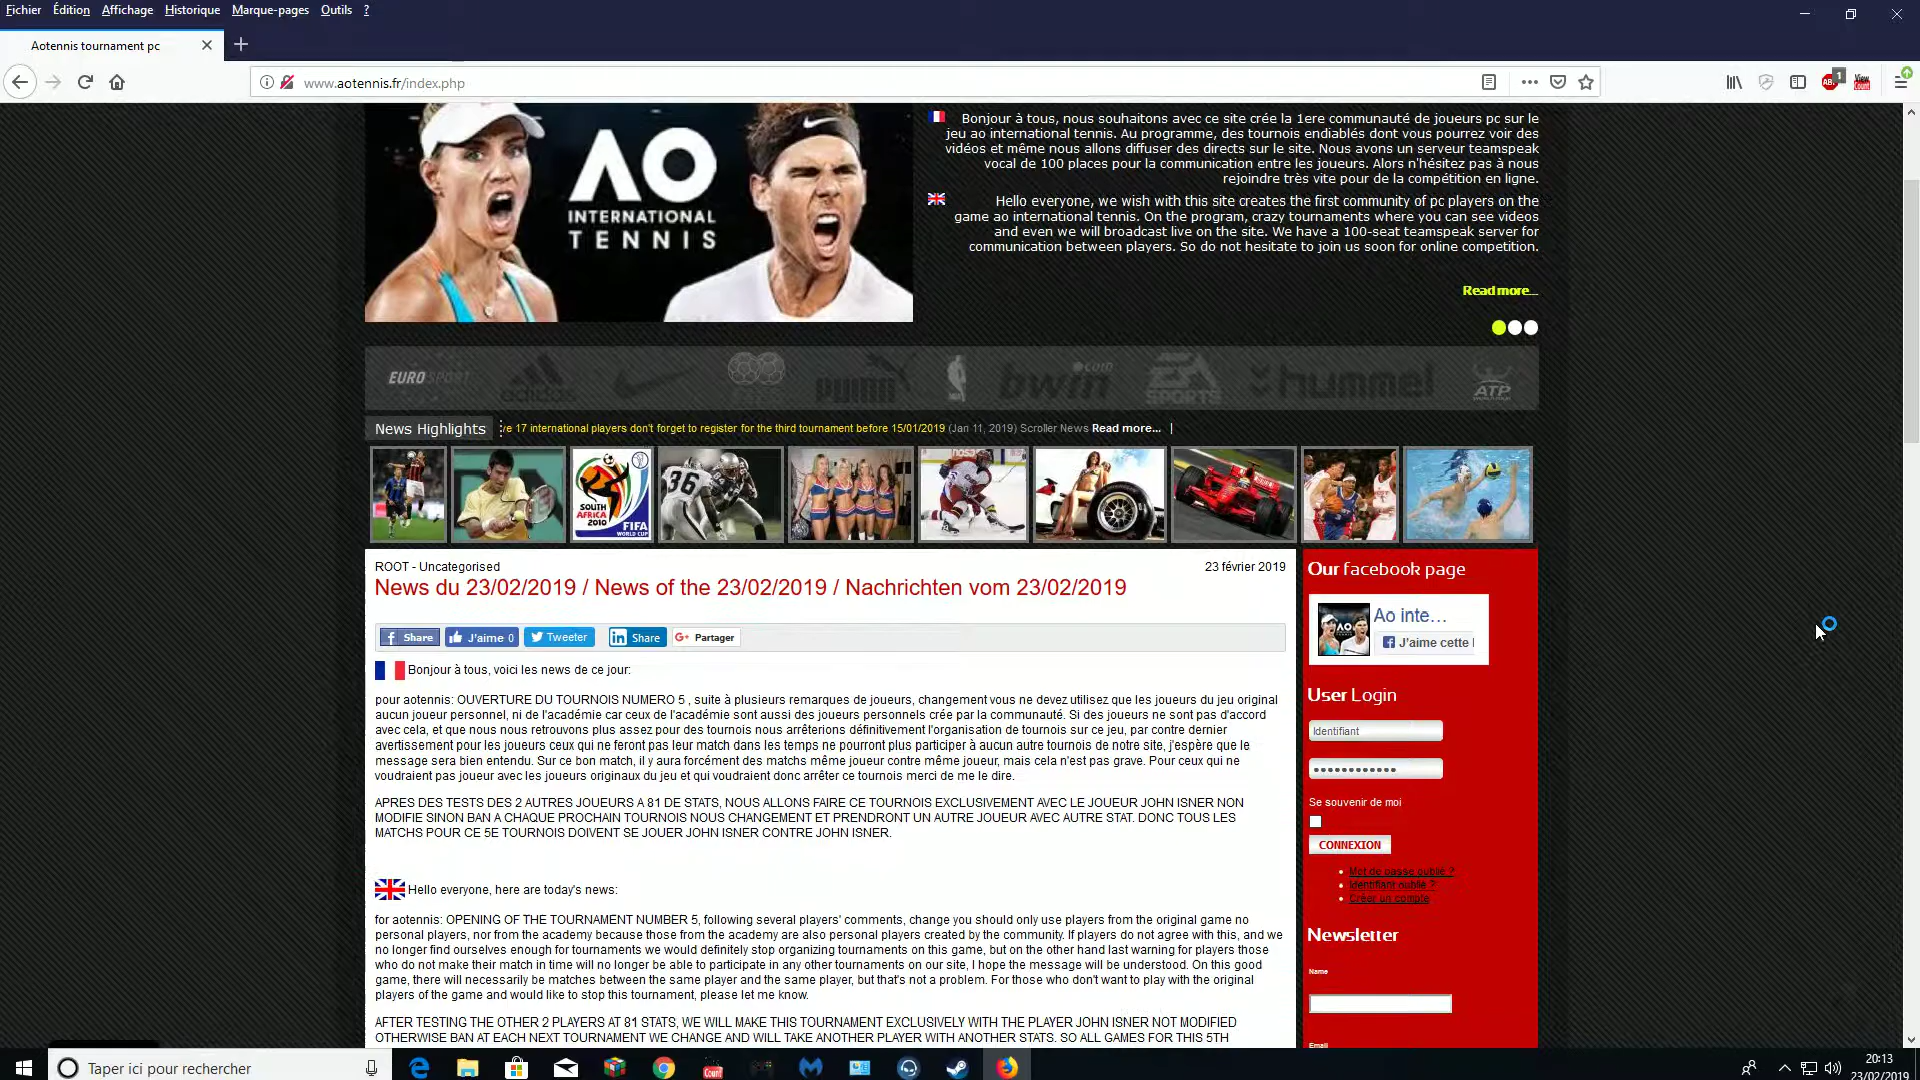 Fichier Édition Affichage Historique Marque-pages Outils ?
Aotennis tournament pc
www.aotennis.fr/index.php
ABP 1
View Count
AO
INTERNATIONAL
TENNIS
Bonjour à tous, nous souhaitons avec ce site crée la 1ere communauté de joueurs pc sur le
jeu ao international tennis. Au programme, des tournois endiablés dont vous pourrez voir des
vidéos et même nous allons diffuser des directs sur le site. Nous avons un serveur teamspeak
vocal de 100 places pour la communication entre les joueurs. Alors n'hésitez pas à nous
rejoindre très vite pour de la compétition en ligne.
Hello everyone, we wish with this site creates the first community of pc players on the
game ao international tennis. On the program, crazy tournaments where you can see videos
and even we will broadcast live on the site. We have a 100-seat teamspeak server for
communication between players. So do not hesitate to join us soon for online competition.
Read more...
EUROSPORT adidas PUMA bwin.com EA SPORTS hummel ATP
News Highlights
ve 17 international players don't forget to register for the third tournament before 15/01/2019 (Jan 11, 2019) Scroller News Read more... |
36
SOUTH AFRICA 2010
FIFA
WORLD CUP
ROOT - Uncategorised
23 février 2019
News du 23/02/2019 / News of the 23/02/2019 / Nachrichten vom 23/02/2019
Share J'aime 0 Tweeter Share G+ Partager
Bonjour à tous, voici les news de ce jour:
pour aotennis: OUVERTURE DU TOURNOIS NUMERO 5 , suite à plusieurs remarques de joueurs, changement vous ne devez utilisez que les joueurs du jeu original
aucun joueur personnel, ni de l'académie car ceux de l'académie sont aussi des joueurs personnels crée par la communauté. Si des joueurs ne sont pas d'accord
avec cela, et que nous nous retrouvons plus assez pour des tournois nous arrêterions définitivement l'organisation de tournois sur ce jeu, par contre dernier
avertissement pour les joueurs ceux qui ne feront pas leur match dans les temps ne pourront plus participer à aucun autre tournois de notre site, j'espère que le
message sera bien entendu. Sur ce bon match, il y aura forcément des matchs même joueur contre même joueur, mais cela n'est pas grave. Pour ceux qui ne
voudraient pas joueur avec les joueurs originaux du jeu et qui voudraient donc arrêter ce tournois merci de me le dire.
APRES DES TESTS DES 2 AUTRES JOUEURS A 81 DE STATS, NOUS ALLONS FAIRE CE TOURNOIS EXCLUSIVEMENT AVEC LE JOUEUR JOHN ISNER NON
MODIFIE SINON BAN A CHAQUE PROCHAIN TOURNOIS NOUS CHANGEMENT ET PRENDRONT UN AUTRE JOUEUR AVEC AUTRE STAT. DONC TOUS LES
MATCHS POUR CE 5E TOURNOIS DOIVENT SE JOUER JOHN ISNER CONTRE JOHN ISNER.
Hello everyone, here are today's news:
for aotennis: OPENING OF THE TOURNAMENT NUMBER 5, following several players' comments, change you should only use players from the original game no
personal players, nor from the academy because those from the academy are also personal players created by the community. If players do not agree with this, and we
no longer find ourselves enough for tournaments we would definitely stop organizing tournaments on this game, but on the other hand last warning for players those
who do not make their match in time will no longer be able to participate in any other tournaments on our site, I hope the message will be understood. On this good
game, there will necessarily be matches between the same player and the same player, but that's not a problem. For those who don't want to play with the original
players of the game and would like to stop this tournament, please let me know.
AFTER TESTING THE OTHER 2 PLAYERS AT 81 STATS, WE WILL MAKE THIS TOURNAMENT EXCLUSIVELY WITH THE PLAYER JOHN ISNER NOT MODIFIED
OTHERWISE BAN AT EACH NEXT TOURNAMENT WE CHANGE AND WILL TAKE ANOTHER PLAYER WITH ANOTHER STATS. SO ALL GAMES FOR THIS 5TH
Our facebook page
Ao inte...
J'aime cette
User Login
Identifiant
Se souvenir de moi
CONNEXION
Mot de passe oublié ?
Identifiant oublié ?
Créer un compte
Newsletter
Name
Email
Taper ici pour rechercher
20:13
23/02/2019